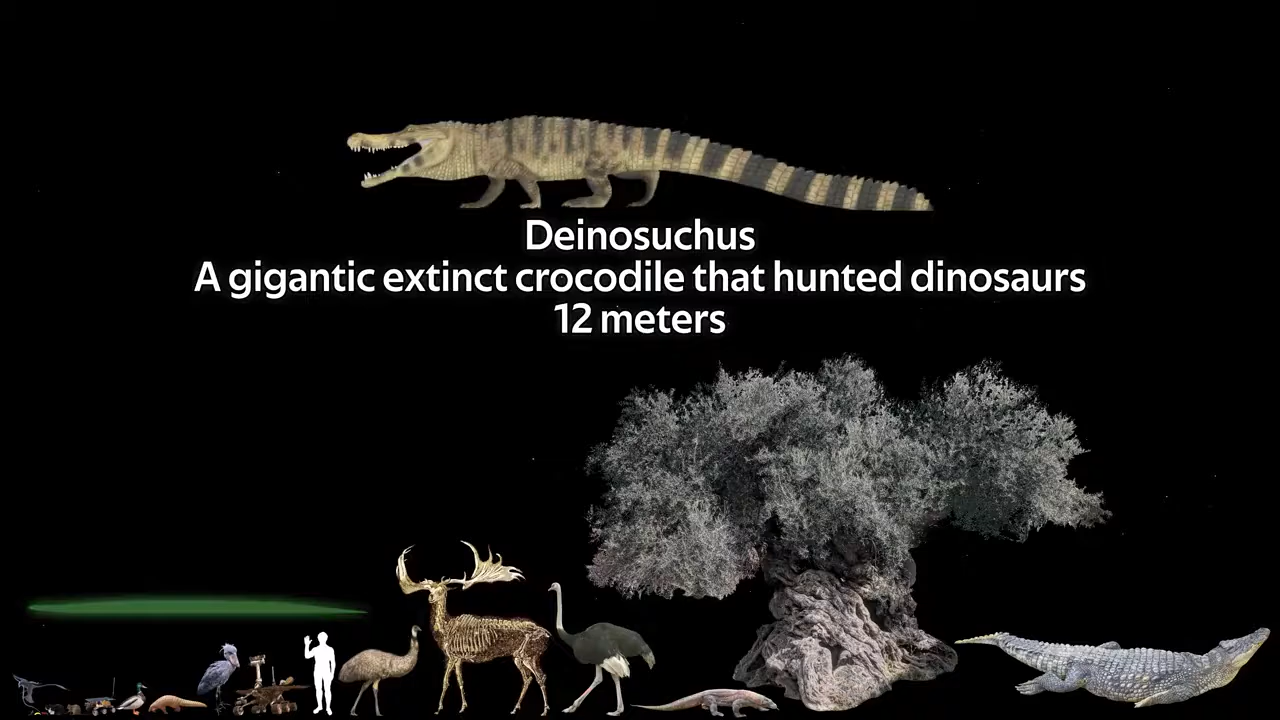 Deinosuchus
A gigantic extinct crocodile that hunted dinosaurs
12 meters